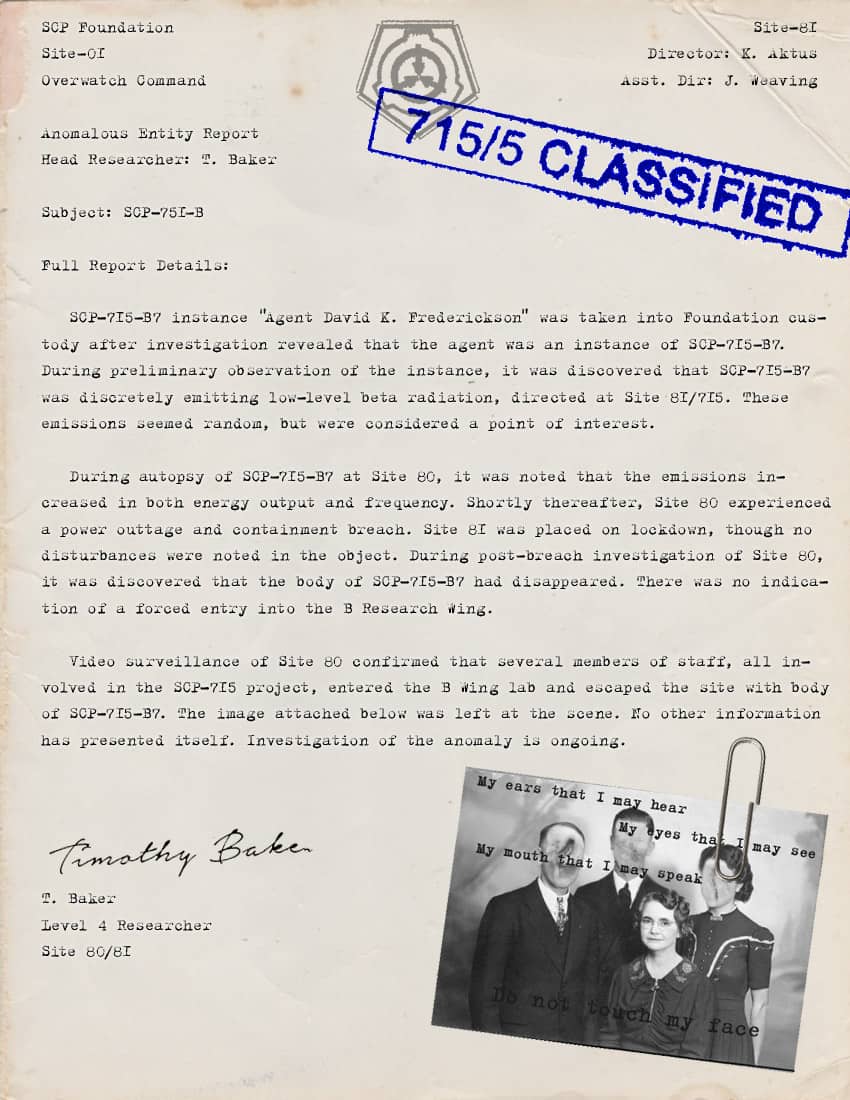 SCP Foundation
Site-8I
Site-0I
Director: K. Aktus
Overwatch Command
Asst. Dir: J. Weaving
715/5 CLASSIFIED
Anomalous Entity Report
Head Researcher: T. Baker
Subject: SCP-75I-B
Full Report Details:
SCP-7I5-B7 instance "Agent David K. Frederickson" was taken into Foundation cus-
tody after investigation revealed that the agent was an instance of SCP-7I5-B7.
During preliminary observation of the instance, it was discovered that SCP-7I5-B7
was discretely emitting low-level beta radiation, directed at Site 8I/7I5. These
emissions seemed random, but were considered a point of interest.
During autopsy of SCP-7I5-B7 at Site 80, it was noted that the emissions in-
creased in both energy output and frequency. Shortly thereafter, Site 80 experienced
a power outtage and containment breach. Site 8I was placed on lockdown, though no
disturbances were noted in the object. During post-breach investigation of Site 80,
it was discovered that the body of SCP-7I5-B7 had disappeared. There was no indica-
tion of a forced entry into the B Research Wing.
Video surveillance of Site 80 confirmed that several members of staff, all in-
volved in the SCP-7I5 project, entered the B Wing lab and escaped the site with body
of SCP-7I5-B7. The image attached below was left at the scene. No other information
has presented itself. Investigation of the anomaly is ongoing.
My ears that I may hear
My eyes that I may see
My mouth that I may speak
Do not touch my face
Timothy Baker
T. Baker
Level 4 Researcher
Site 80/8I